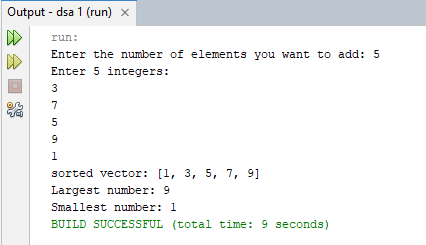 Output - dsa 1 (run)
run:
Enter the number of elements you want to add: 5
Enter 5 integers:
3
7
5
9
1
sorted vector: [1, 3, 5, 7, 9]
Largest number: 9
Smallest number: 1
BUILD SUCCESSFUL (total time: 9 seconds)